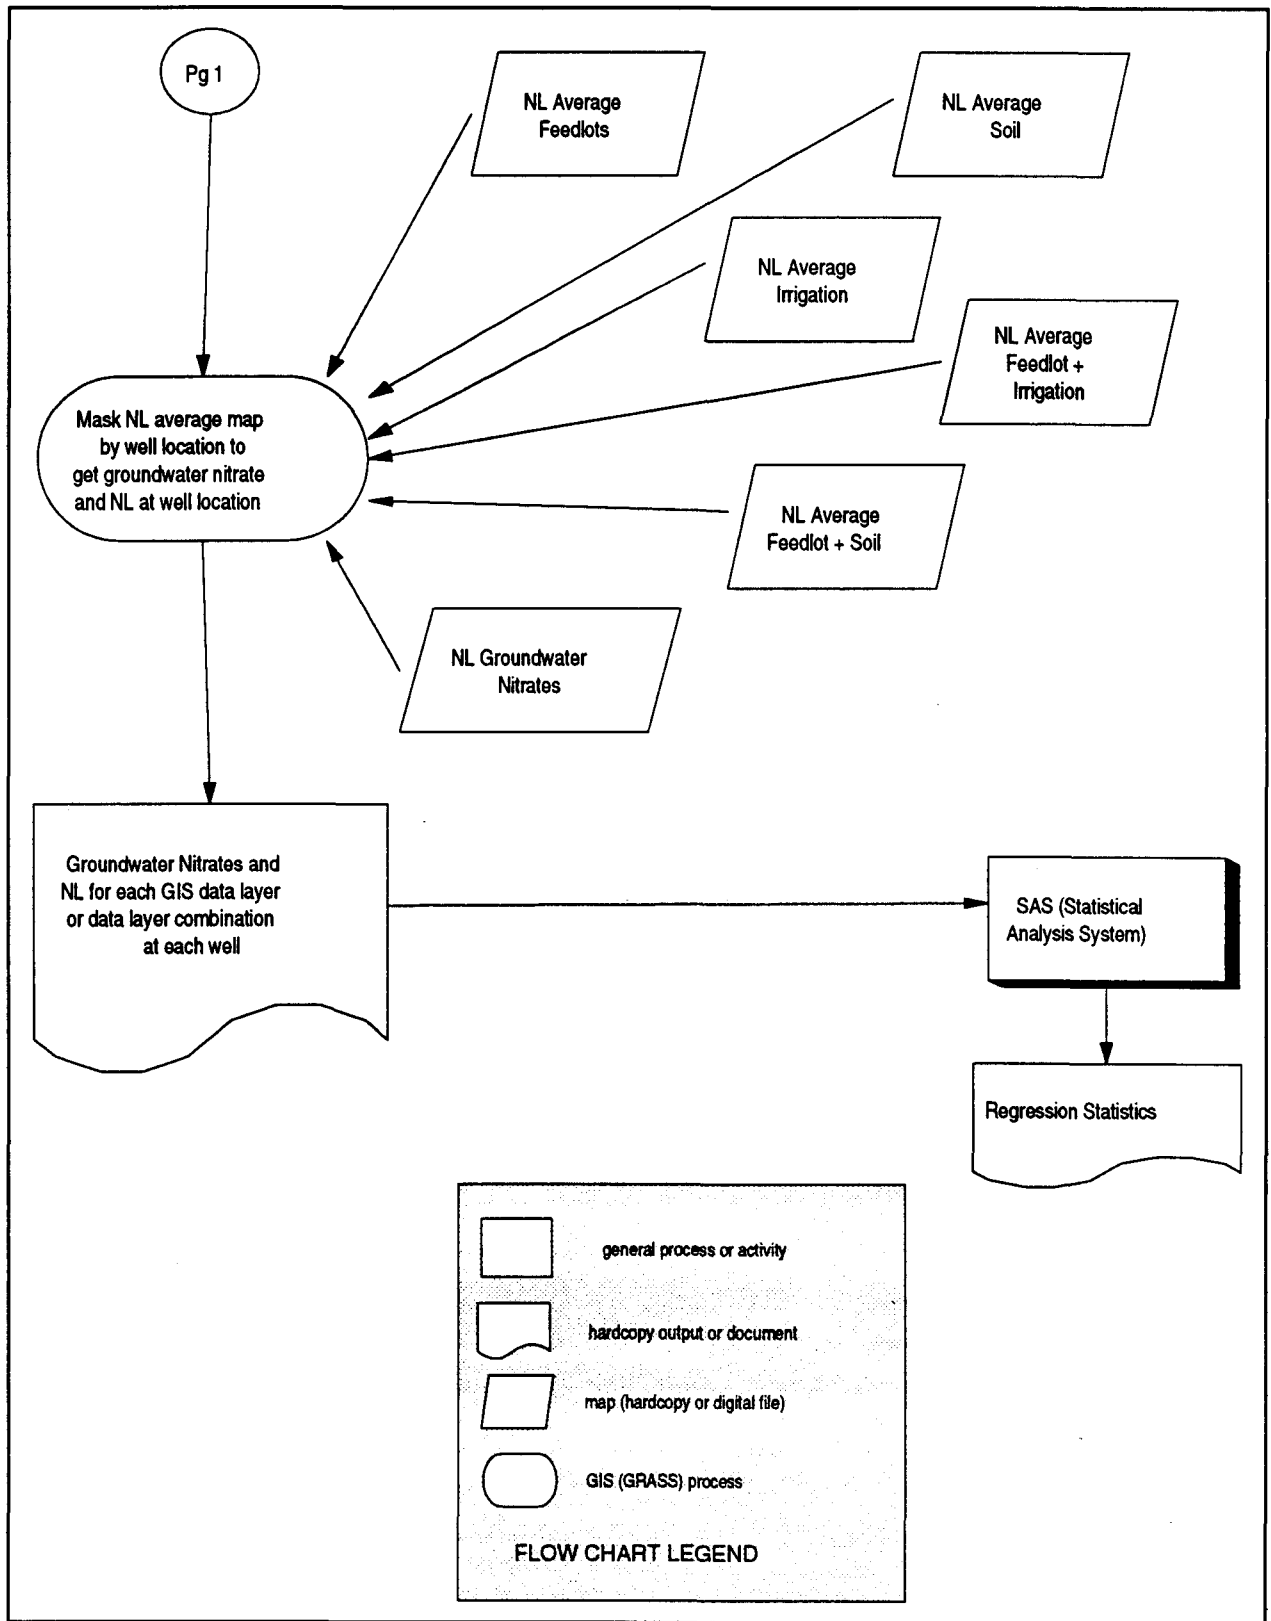 Pg 1
NL Average
Feedlots
NL Average
Soil
NL Average
Irrigation
NL Average
Feedlot +
Irrigation
Mask NL average map
by well location to
get groundwater nitrate
and NL at well location
NL Average
Feedlot + Soil
NL Groundwater
Nitrates
Groundwater Nitrates and
NL for each GIS data layer
or data layer combination
at each well
SAS (Statistical
Analysis System)
Regression Statistics
general process or activity
hardcopy output or document
map (hardcopy or digital file)
GIS (GRASS) process
FLOW CHART LEGEND